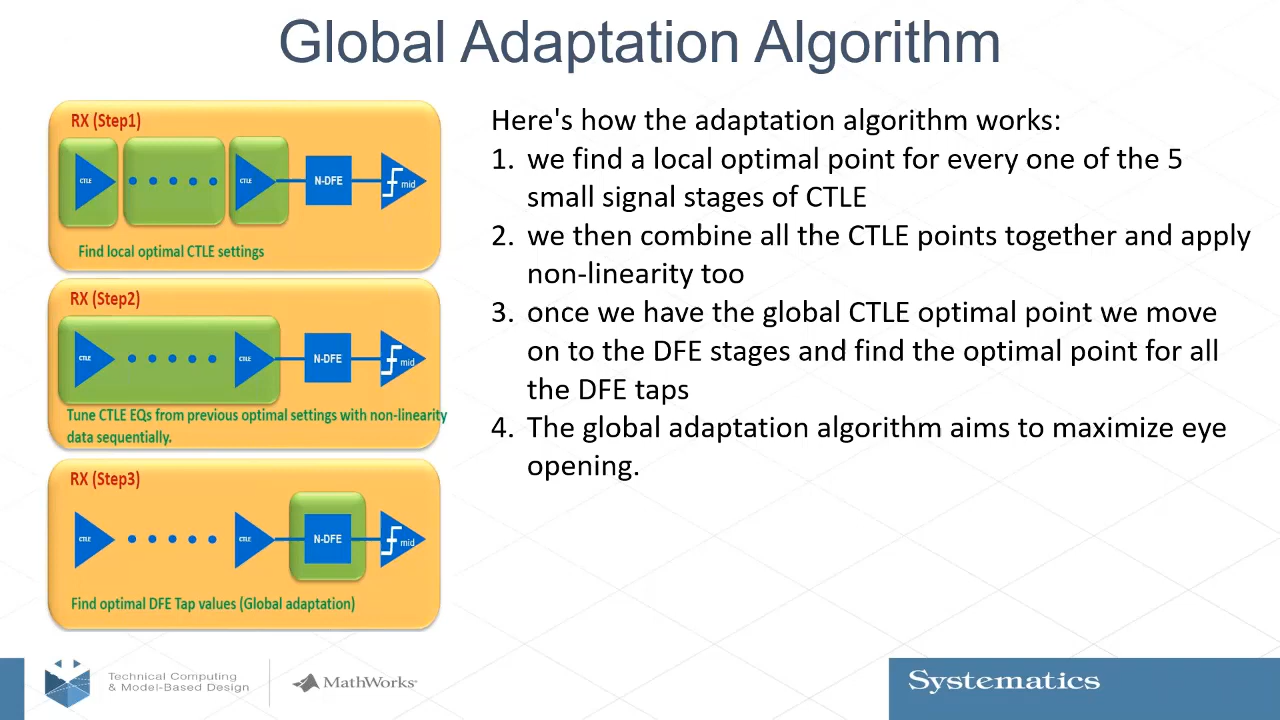 Global Adaptation Algorithm
RX (Step1)
CTLE
CTLE
N-DFE
mid
Find local optimal CTLE settings
RX (Step2)
CTLE
CTLE
N-DFE
mid
Tune CTLE EQs from previous optimal settings with non-linearity
data sequentially.
RX (Step3)
CTLE
CTLE
N-DFE
mid
Find optimal DFE Tap values (Global adaptation)
Here's how the adaptation algorithm works:
1. we find a local optimal point for every one of the 5
small signal stages of CTLE
2. we then combine all the CTLE points together and apply
non-linearity too
3. once we have the global CTLE optimal point we move
on to the DFE stages and find the optimal point for all
the DFE taps
4. The global adaptation algorithm aims to maximize eye
opening.
Technical Computing
& Model-Based Design
MathWorks
Systematics